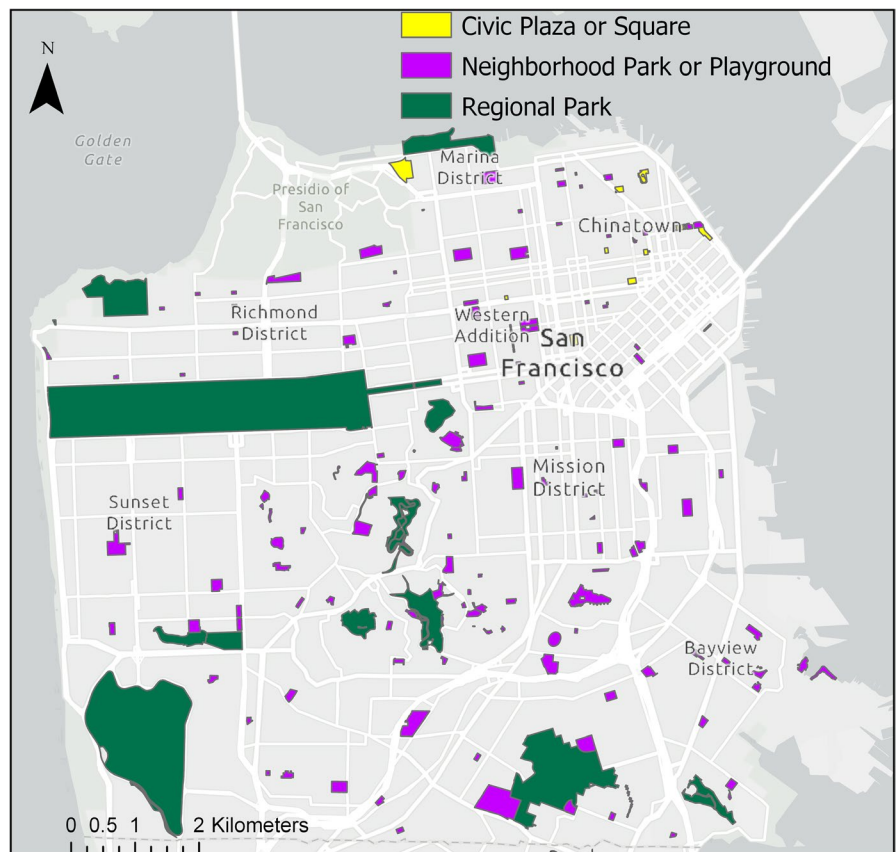 Civic Plaza or Square
Neighborhood Park or Playground
Regional Park
N
Golden
Gate
Marina
District
Presidio of
San
Francisco
Chinatown
Richmond
District
Western
Addition
San
Francisco
Mission
District
Sunset
District
Bayview
District
0 0.5 1 2 Kilometers